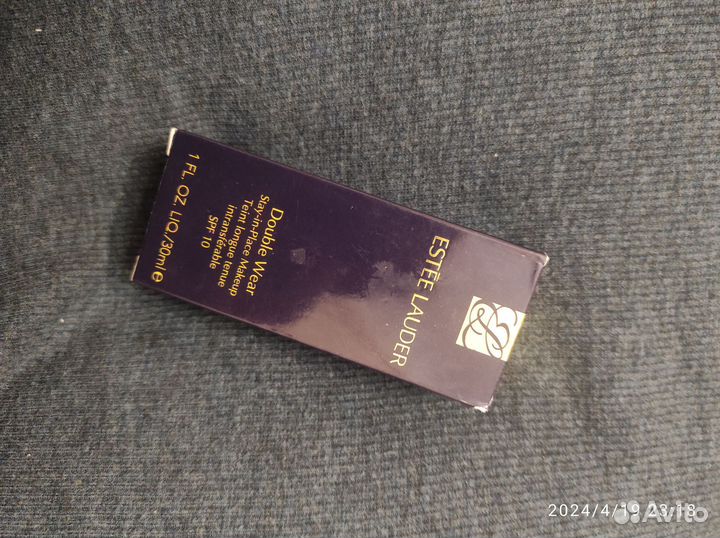 ESTĒE LAUDER
Double Wear
Stay-in-Place Makeup
Teint longue tenue
intransférable
SPF 10
1 FL. OZ. LIQ./30ml e
2024/4/19 23:18
Avito